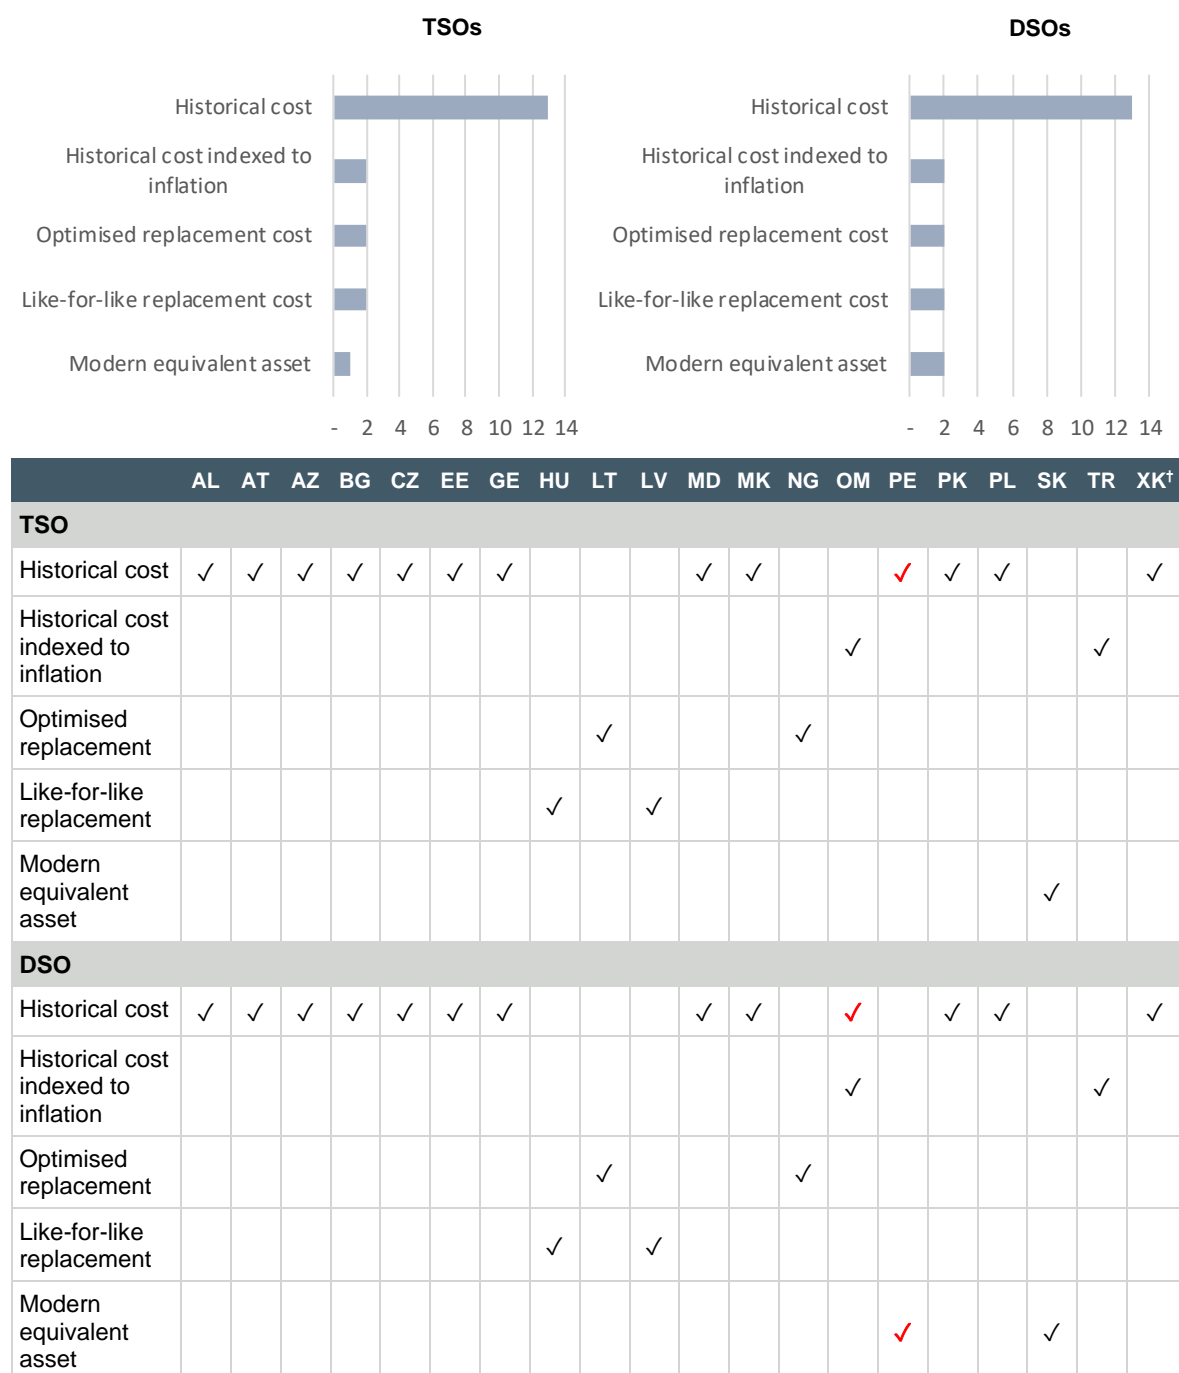 TSOs
Historical cost
Historical cost indexed to
inflation
Optimised replacement cost
Like-for-like replacement cost
Modern equivalent asset
- 2 4 6 8 10 12 14
DSOs
Historical cost
Historical cost indexed to
inflation
Optimised replacement cost
Like-for-like replacement cost
Modern equivalent asset
- 2 4 6 8 10 12 14
AL AT AZ BG CZ EE GE HU LT LV MD MK NG OM PE PK PL SK TR XK†
TSO
Historical cost ✓ ✓ ✓ ✓ ✓ ✓ ✓ ✓ ✓ ✓ ✓ ✓ ✓
Historical cost
indexed to ✓ ✓
inflation
Optimised
replacement ✓ ✓
Like-for-like
replacement ✓ ✓
Modern
equivalent ✓
asset
DSO
Historical cost ✓ ✓ ✓ ✓ ✓ ✓ ✓ ✓ ✓ ✓ ✓ ✓ ✓
Historical cost
indexed to ✓ ✓
inflation
Optimised
replacement ✓ ✓
Like-for-like
replacement ✓ ✓
Modern
equivalent ✓ ✓
asset